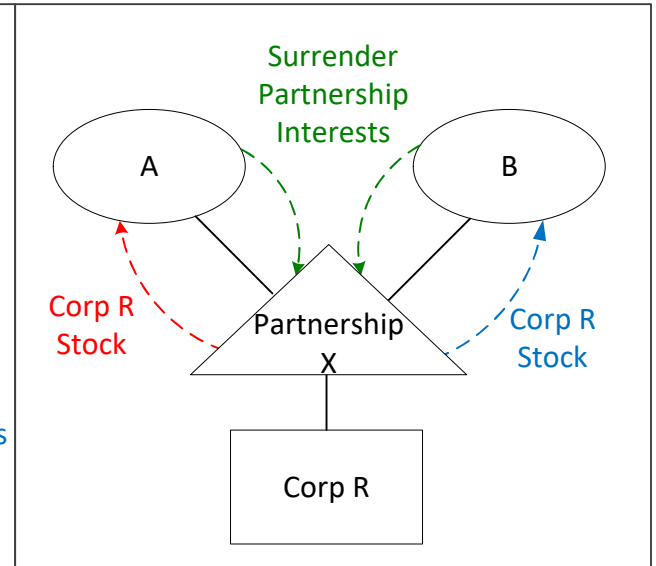 Surrender
Partnership
Interests
A
B
Corp R
Stock
Partnership
X
Corp R
Stock
s
Corp R